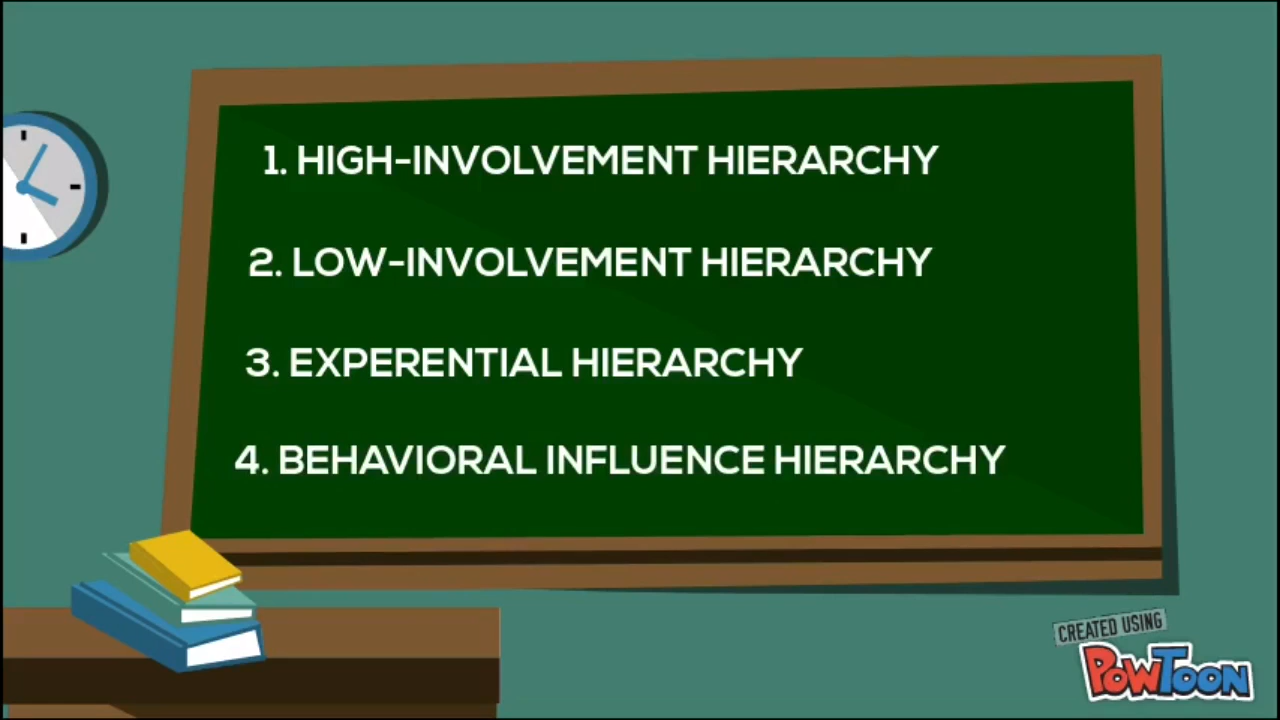 1. HIGH-INVOLVEMENT HIERARCHY
2. LOW-INVOLVEMENT HIERARCHY
3. EXPERENTIAL HIERARCHY
4. BEHAVIORAL INFLUENCE HIERARCHY
CREATED USING
POWTOON